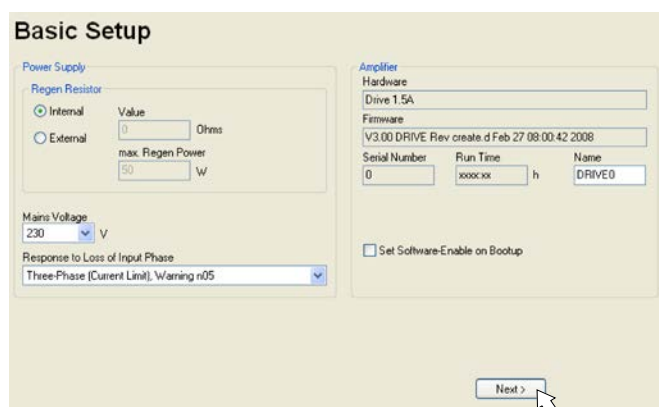 Basic Setup
Power Supply
Regen Resistor
Internal
External
Value
0 Ohms
max. Regen Power
50 W
Mains Voltage
230 V
Response to Loss of Input Phase
Three-Phase (Current Limit), Warning n05
Amplifier
Hardware
Drive 1.5A
Firmware
V3.00 DRIVE Rev create.d Feb 27 08:00:42 2008
Serial Number Run Time Name
0 xxxx:xx h DRIVE0
Set Software-Enable on Bootup
Next >